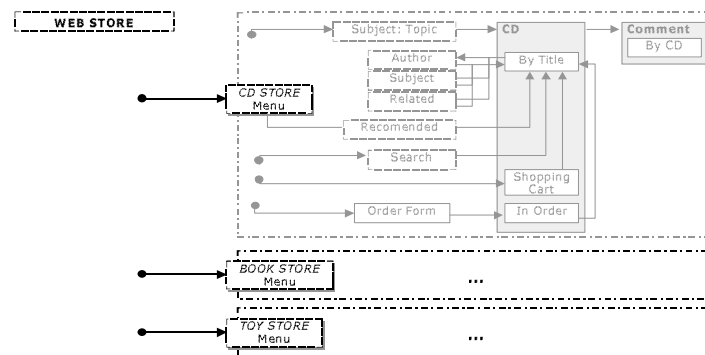 WEB STORE
Subject: Topic
CD
Comment
By CD
Author
By Title
Subject
Related
CD STORE
Menu
Recomended
Search
Shopping
Cart
Order Form
In Order
BOOK STORE
Menu
...
TOY STORE
Menu
...